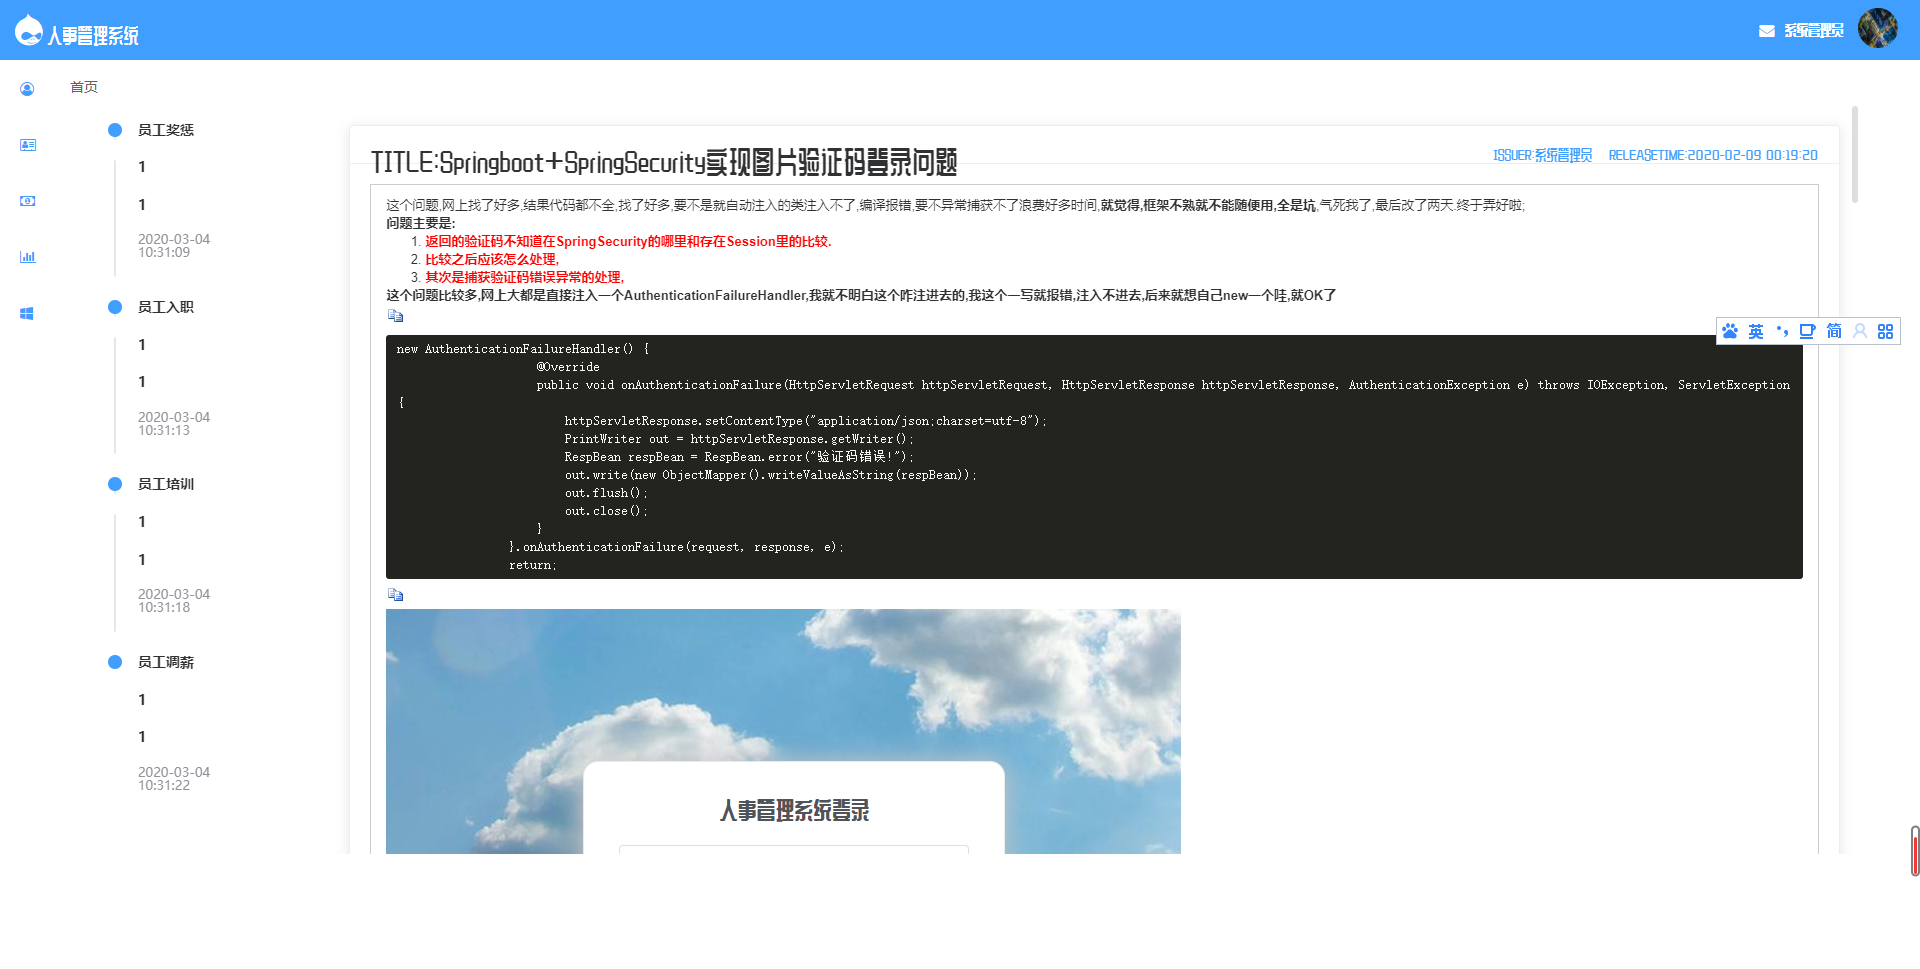 人事管理系统
系统管理员
首页
员工奖惩
1
1
2020-03-04
10:31:09
员工入职
1
1
2020-03-04
10:31:13
员工培训
1
1
2020-03-04
10:31:18
员工调薪
1
1
2020-03-04
10:31:22
TITLE:Springboot+SpringSecurity实现图片验证码登录问题
ISSUER:系统管理员 RELEASETIME:2020-02-09 00:19:20
这个问题,网上找了好多,结果代码都不全,找了好多,要不是就自动注入的类注入不了,编译报错,要不异常捕获不了浪费好多时间,就觉得,框架不熟就不能随便用,全是坑,气死我了,最后改了两天.终于弄好啦;
问题主要是:
1. 返回的验证码不知道在SpringSecurity的哪里和存在Session里的比较.
2. 比较之后应该怎么处理,
3. 其次是捕获验证码错误异常的处理,
这个问题比较多,网上大都是直接注入一个AuthenticationFailureHandler,我就不明白这个咋注进去的,我这个一写就报错,注入不进去,后来就想自己new一个哇,就OK了
英 简
new AuthenticationFailureHandler() {
@Override
public void onAuthenticationFailure(HttpServletRequest httpServletRequest, HttpServletResponse httpServletResponse, AuthenticationException e) throws IOException, ServletException
{
httpServletResponse.setContentType("application/json;charset=utf-8");
PrintWriter out = httpServletResponse.getWriter();
RespBean respBean = RespBean.error("验证码错误!");
out.write(new ObjectMapper().writeValueAsString(respBean));
out.flush();
out.close();
}
}.onAuthenticationFailure(request, response, e);
return;
人事管理系统登录